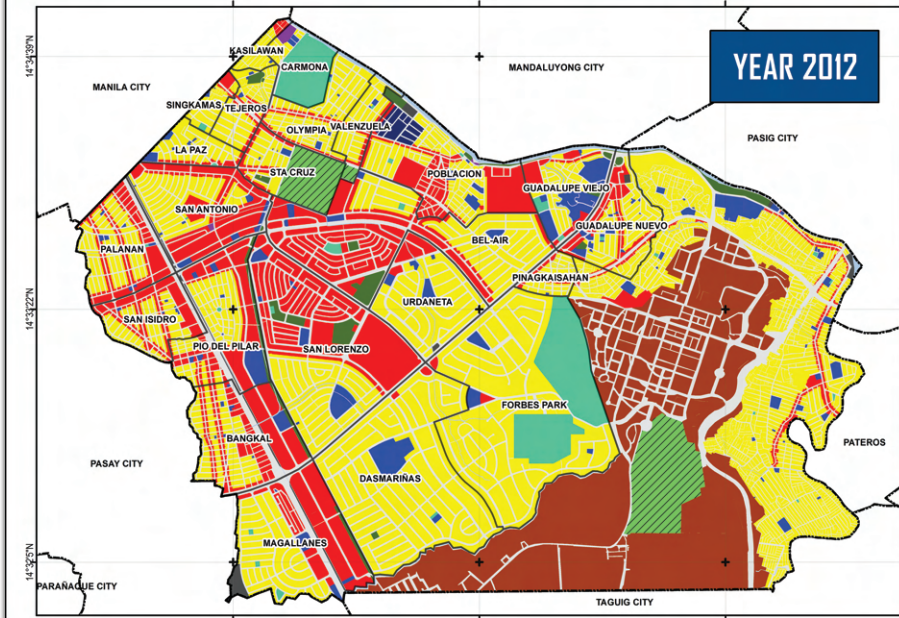 YEAR 2012
14°34'39"N
14°33'22"N
MANILA CITY
MANDALUYONG CITY
PASIG CITY
PATEROS
TAGUIG CITY
PASAY CITY
PARAÑAQUE CITY
KASILAWAN
CARMONA
SINGKAMAS
TEJEROS
OLYMPIA
VALENZUELA
LA PAZ
STA CRUZ
POBLACION
GUADALUPE VIEJO
SAN ANTONIO
GUADALUPE NUEVO
PALANAN
BEL-AIR
PINAGKAISAHAN
URDANETA
SAN ISIDRO
PIO DEL PILAR
SAN LORENZO
FORBES PARK
BANGKAL
DASMARIÑAS
MAGALLANES